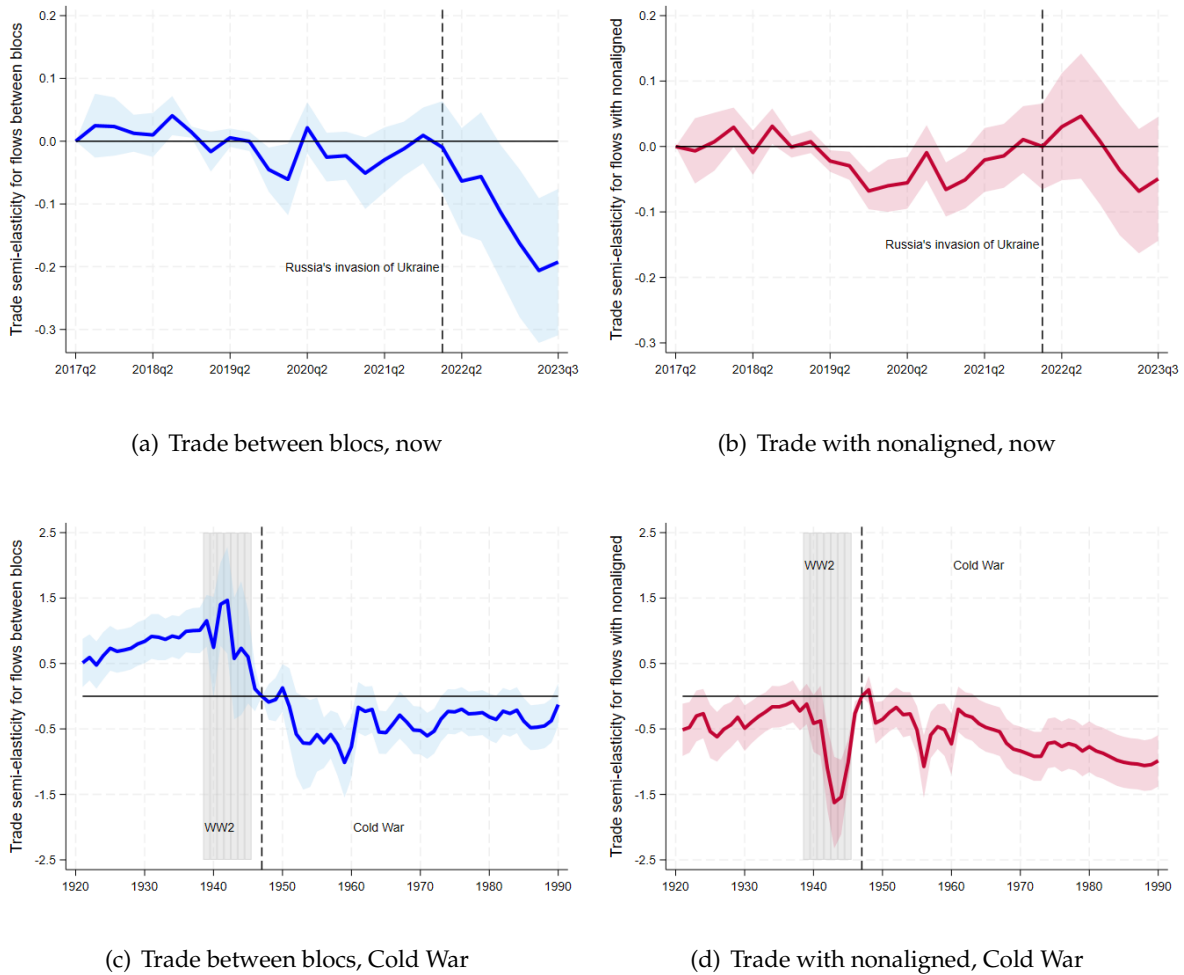 Trade semi-elasticity for flows between blocs
0.2
0.1
0.0
-0.1
-0.2
-0.3
Russia's invasion of Ukraine
2017q2 2018q2 2019q2 2020q2 2021q2 2022q2 2023q3
(a) Trade between blocs, now
Trade semi-elasticity for flows with nonaligned
0.2
0.1
0.0
-0.1
-0.2
-0.3
Russia's invasion of Ukraine
2017q2 2018q2 2019q2 2020q2 2021q2 2022q2 2023q3
(b) Trade with nonaligned, now
Trade semi-elasticity for flows between blocs
2.5
1.5
0.5
-0.5
-1.5
-2.5
WW2
Cold War
1920 1930 1940 1950 1960 1970 1980 1990
(c) Trade between blocs, Cold War
Trade semi-elasticity for flows with nonaligned
2.5
1.5
0.5
-0.5
-1.5
-2.5
WW2
Cold War
1920 1930 1940 1950 1960 1970 1980 1990
(d) Trade with nonaligned, Cold War